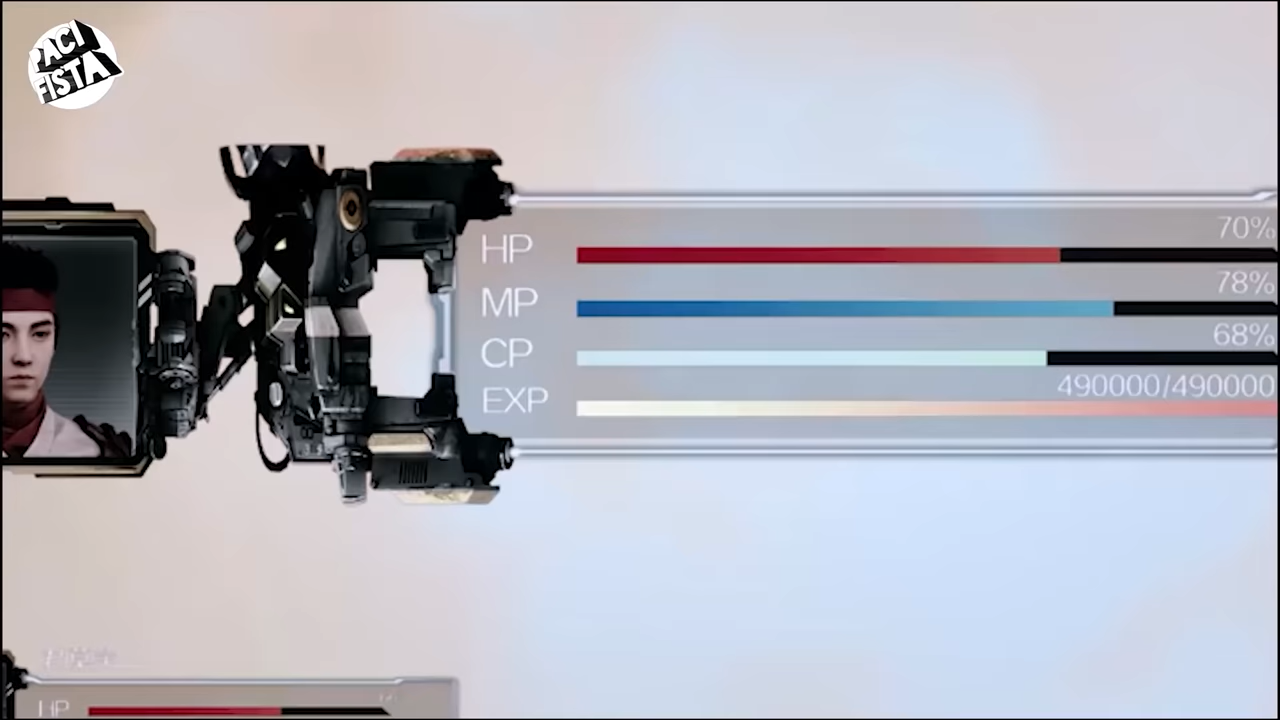 PACI
FISTA
70%
HP
78%
MP
68%
CP
490000/490000
EXP
HP